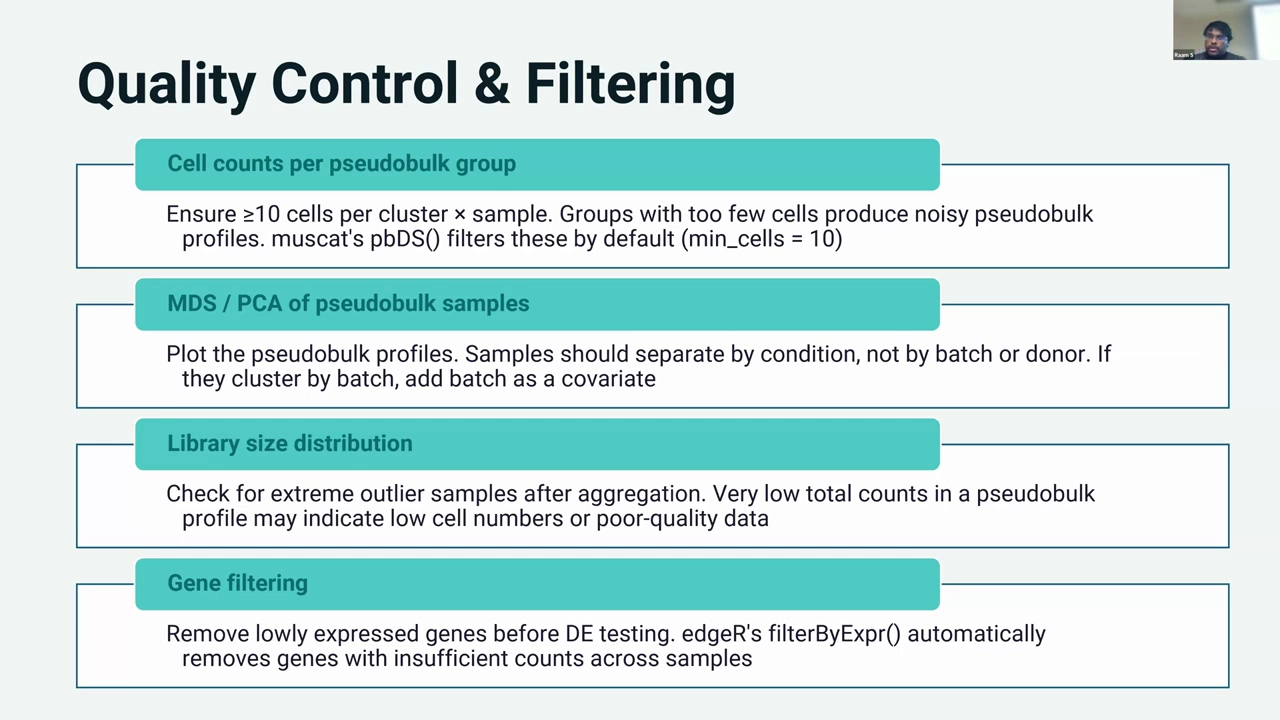 Raam S
Quality Control & Filtering
Cell counts per pseudobulk group
Ensure ≥10 cells per cluster × sample. Groups with too few cells produce noisy pseudobulk
profiles. muscat's pbDS() filters these by default (min_cells = 10)
MDS / PCA of pseudobulk samples
Plot the pseudobulk profiles. Samples should separate by condition, not by batch or donor. If
they cluster by batch, add batch as a covariate
Library size distribution
Check for extreme outlier samples after aggregation. Very low total counts in a pseudobulk
profile may indicate low cell numbers or poor-quality data
Gene filtering
Remove lowly expressed genes before DE testing. edgeR's filterByExpr() automatically
removes genes with insufficient counts across samples